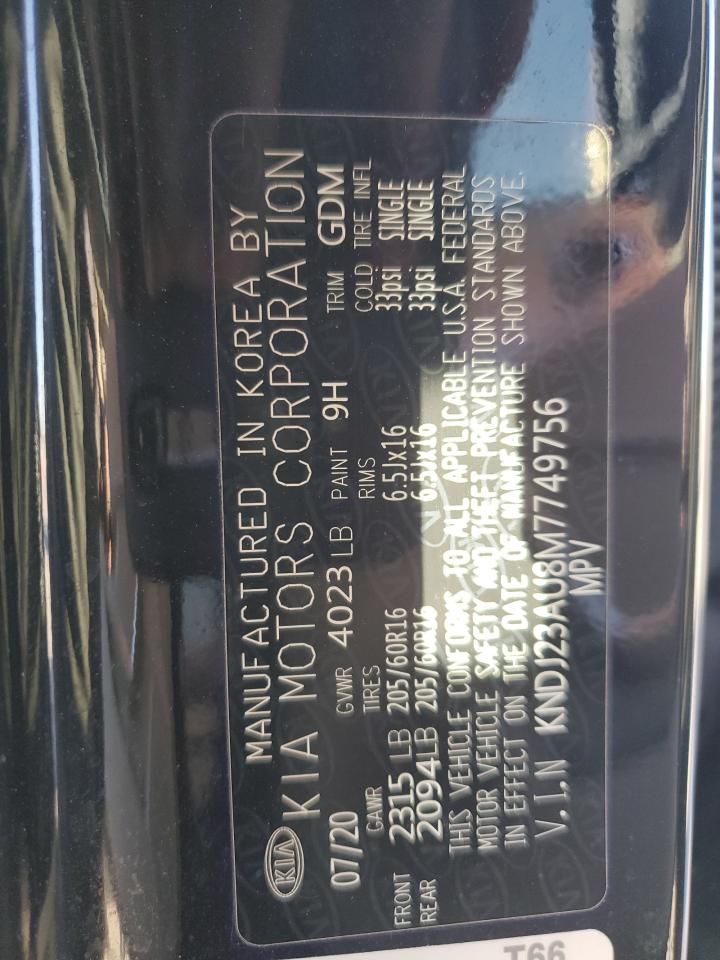 MANUFACTURED IN KOREA BY
KIA KIA MOTORS CORPORATION
07/20 GVWR 4023 LB PAINT 9H TRIM GDM
GAWR TIRES RIMS COLD TIRE INFL
FRONT 2315 LB 205/60R16 6.5Jx16 33psi SINGLE
REAR 2094LB 205/60R16 6.5Jx16 33psi SINGLE
THIS VEHICLE CONFORMS TO ALL APPLICABLE U.S.A. FEDERAL
MOTOR VEHICLE SAFETY AND THEFT PREVENTION STANDARDS
IN EFFECT ON THE DATE OF MANUFACTURE SHOWN ABOVE.
V.I.N KNDJ23AU8M7749756
MPV
T66